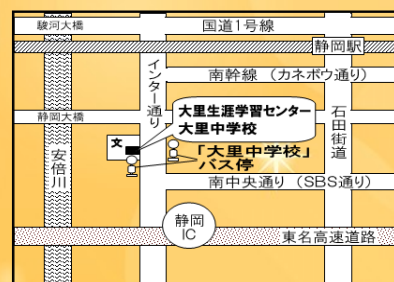 駿河大橋
国道1号線
静岡駅
インター通り
南幹線（カネボウ通り）
静岡大橋
大里生涯学習センター
大里中学校
石田街道
文
「大里中学校」
バス停
安倍川
南中央通り（SBS通り）
静岡
IC
東名高速道路